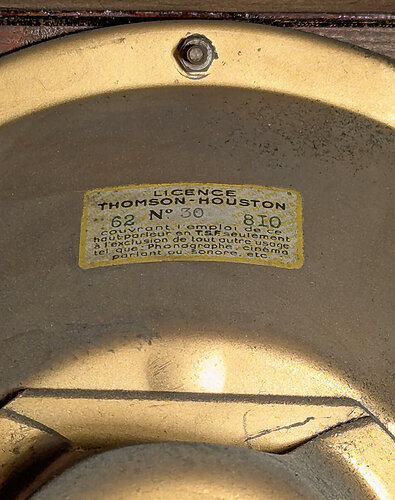 LICENCE
THOMSON-HOUSTON
62 Nº 30 810
couvrant l'emploi de ce
haut-parleur en T.S.F. seulement
à l'exclusion de tout autre usage
tel que: Phonographe, cinéma
parlant ou sonore, etc.